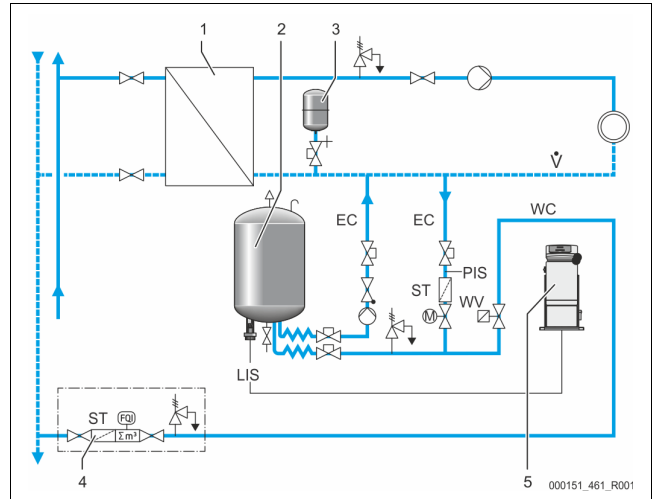 1
2
3
V̇
EC
EC
WC
PIS
ST
WV
M
LIS
ST
FQI
Σm³
4
5
000151_461_R001